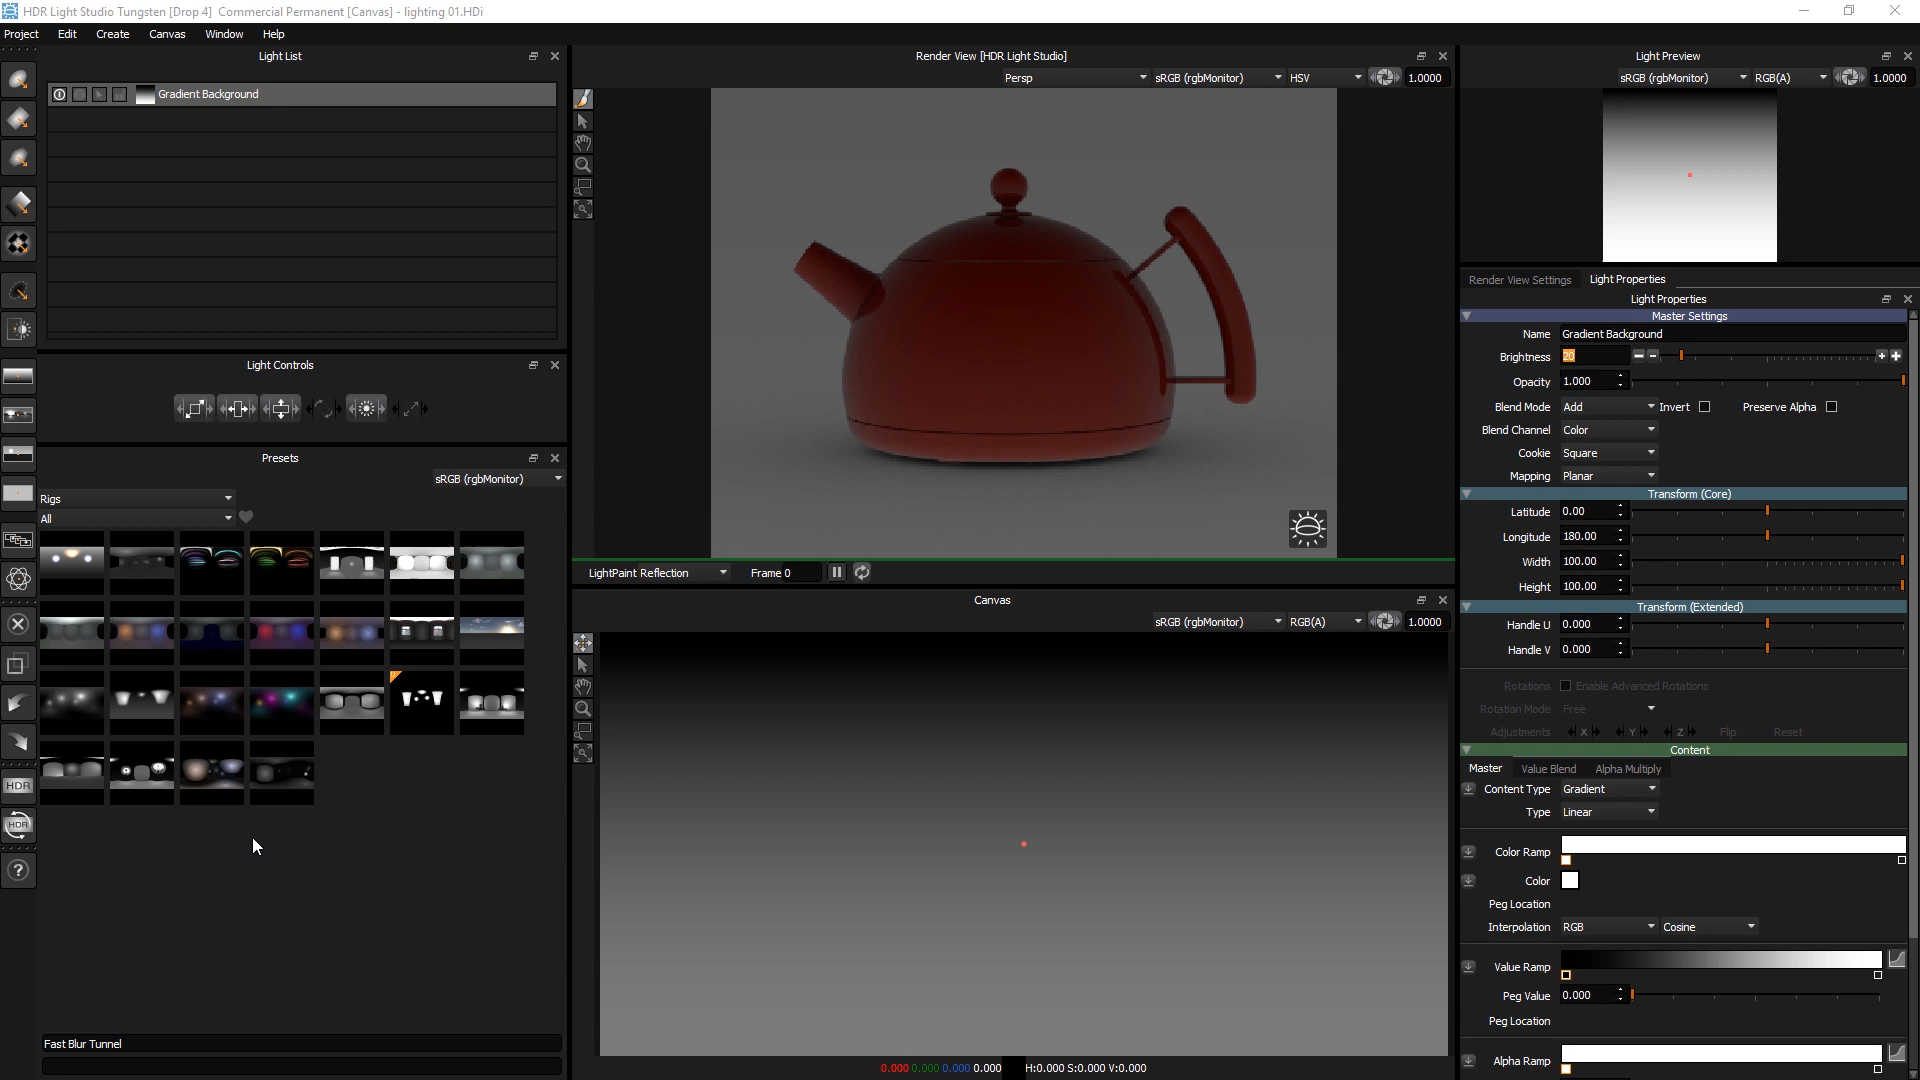 HDR Light Studio Tungsten [Drop 4]  Commercial Permanent [Canvas] - lighting 01.HDi
Project Edit Create Canvas Window Help
Light List
Gradient Background
Light Controls
Presets
sRGB (rgbMonitor)
Rigs
All
Fast Blur Tunnel
HDR
HDR
?
Render View [HDR Light Studio]
Persp sRGB (rgbMonitor) HSV 1.0000
LightPaint Reflection Frame 0
Canvas
sRGB (rgbMonitor) RGB(A) 1.0000
0.000 0.000 0.000 0.000 H:0.000 S:0.000 V:0.000
Light Preview
sRGB (rgbMonitor) RGB(A) 1.0000
Render View Settings Light Properties
Light Properties
Master Settings
Name Gradient Background
Brightness 20
Opacity 1.000
Blend Mode Add Invert Preserve Alpha
Blend Channel Color
Cookie Square
Mapping Planar
Transform (Core)
Latitude 0.00
Longitude 180.00
Width 100.00
Height 100.00
Transform (Extended)
Handle U 0.000
Handle V 0.000
Rotations Enable Advanced Rotations
Rotation Mode Free
Adjustments X Y Z Flip Reset
Content
Master Value Blend Alpha Multiply
Content Type Gradient
Type Linear
Color Ramp
Color
Peg Location
Interpolation RGB Cosine
Value Ramp
Peg Value 0.000
Peg Location
Alpha Ramp